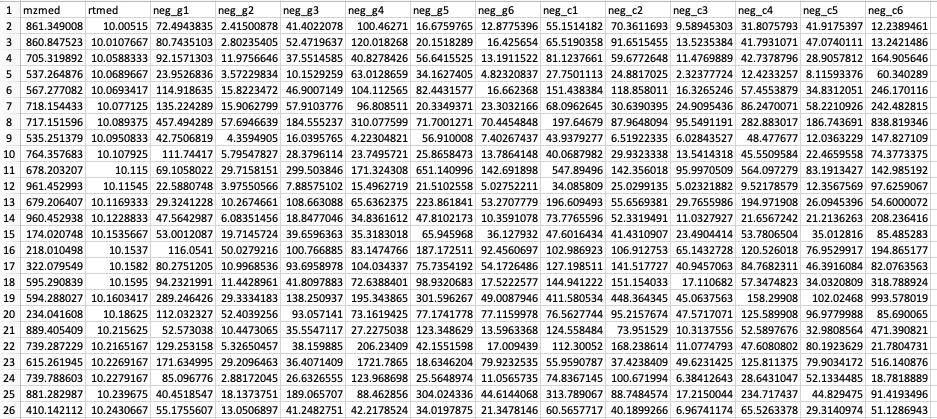 1 mzmed rtmed neg_g1 neg_g2 neg_g3 neg_g4 neg_g5 neg_g6 neg_c1 neg_c2 neg_c3 neg_c4 neg_c5 neg_c6
2 861.349008 10.00515 72.4943835 2.41500878 41.4022078 100.46271 16.6759765 12.8775396 55.1514182 70.3611693 9.58945303 31.8075793 41.9175397 12.2389461
3 860.847523 10.0107667 80.7435103 2.80235405 52.4719637 120.018268 20.1518289 16.425654 65.5190358 91.6515455 13.5235384 41.7931071 47.0740111 13.2421486
4 705.319892 10.0588333 92.1571303 11.9756646 37.5514585 40.8278426 56.6415525 13.1911522 81.1237661 59.6772648 11.4769889 42.7378796 28.9057812 164.905646
5 537.264876 10.0689667 23.9526836 3.57229834 10.1529259 63.0128659 34.1627405 4.82320837 27.7501113 24.8817025 2.32377724 12.4233257 8.11593376 60.340289
6 567.277082 10.0693417 114.918635 15.8223472 46.9007149 104.112565 82.4431577 16.662368 151.438384 118.858011 16.3265246 57.4553879 34.8312051 246.170116
7 718.154433 10.077125 135.224289 15.9062799 57.9103776 96.808511 20.3349371 23.3032166 68.0962645 30.6390395 24.9095436 86.2470071 58.2210926 242.482815
8 717.151596 10.089375 457.494289 57.6946639 184.555237 310.077599 71.7001271 70.4454848 197.64679 87.9648094 95.5491191 282.883017 186.743691 838.819346
9 535.251379 10.0950833 42.7506819 4.3594905 16.0395765 4.22304821 56.910008 7.40267437 43.9379277 6.51922335 6.02843527 48.477677 12.0363229 147.827109
10 764.357683 10.107925 111.74417 5.79547827 28.3796114 23.7495721 25.8658473 13.7864148 40.0687982 29.9323338 13.5414318 45.5509584 22.4659558 74.3773375
11 678.203207 10.115 69.1058022 29.7158151 299.503846 171.324308 651.140996 142.691898 547.89496 142.356018 95.9970509 564.097279 83.1913427 142.985192
12 961.452993 10.11545 22.5880748 3.97550566 7.88575102 15.4962719 21.5102558 5.02752211 34.085809 25.0299135 5.02321882 9.52178579 12.3567569 97.6259067
13 679.206407 10.1169333 29.3241228 10.2674661 108.663088 65.6362375 223.861841 53.2707779 196.609493 55.6569381 29.7655986 194.971908 26.0945396 54.6000072
14 960.452938 10.1228833 47.5642987 6.08351456 18.8477046 34.8361612 47.8102173 10.3591078 73.7765596 52.3319491 11.0327927 21.6567242 21.2136263 208.236416
15 174.020748 10.1535667 53.0012087 19.7145724 39.6596363 35.3183018 65.945968 36.127932 47.6016434 41.4310907 23.4904414 53.7806504 35.012816 85.485283
16 218.010498 10.1537 116.0541 50.0279216 100.766885 83.1474766 187.172511 92.4560697 102.986923 106.912753 65.1432728 120.526018 76.9529917 194.865177
17 322.079549 10.1582 80.2751205 10.9968536 93.6958978 104.034337 75.7354192 54.1726486 127.198511 141.517727 40.9457063 84.7682311 46.3916084 82.0763563
18 595.290839 10.1595 94.2321991 11.4428961 41.8097883 72.6398401 98.9320683 17.5222577 144.941222 151.154033 17.110682 57.3474823 34.0320809 318.788924
19 594.288027 10.1603417 289.246426 29.3334183 138.250937 195.343865 301.596267 49.0087946 411.580534 448.364345 45.0637563 158.29908 102.02468 993.578019
20 234.041608 10.18625 112.032327 52.4039256 93.057141 73.1619425 77.1741778 77.1159978 76.5627744 95.2157674 47.5717071 125.589908 96.9779988 85.690065
21 889.405409 10.215625 52.573038 10.4473065 35.5547117 27.2275038 123.348629 13.5963368 124.558484 73.951529 10.3137556 52.5897676 32.9808564 471.390821
22 739.287229 10.2165167 129.253158 5.32650457 38.159885 206.23409 42.1551598 17.009439 112.30052 168.238614 11.0774793 47.6080802 80.1923629 21.7804731
23 615.261945 10.2269167 171.634995 29.2096463 36.4071409 1721.7865 18.6346204 79.9232535 55.9590787 37.4238409 49.6231425 125.811375 79.9034172 516.140876
24 739.788603 10.2279167 85.096776 2.88172045 26.6326555 123.968698 25.5648974 11.0565735 74.8367145 100.671994 6.38412643 28.6431047 52.1334485 18.7818889
25 881.282987 10.239675 40.4518547 18.1373751 189.065707 88.462856 304.024335 44.6144068 313.789067 88.7484574 17.2150044 234.717437 44.829475 91.4193496
26 410.142112 10.2430667 55.1755607 13.0506897 41.2482751 42.2178524 34.0197875 21.3478146 60.5657717 40.1899266 6.96741174 65.5263379 29.3140974 51.1286943